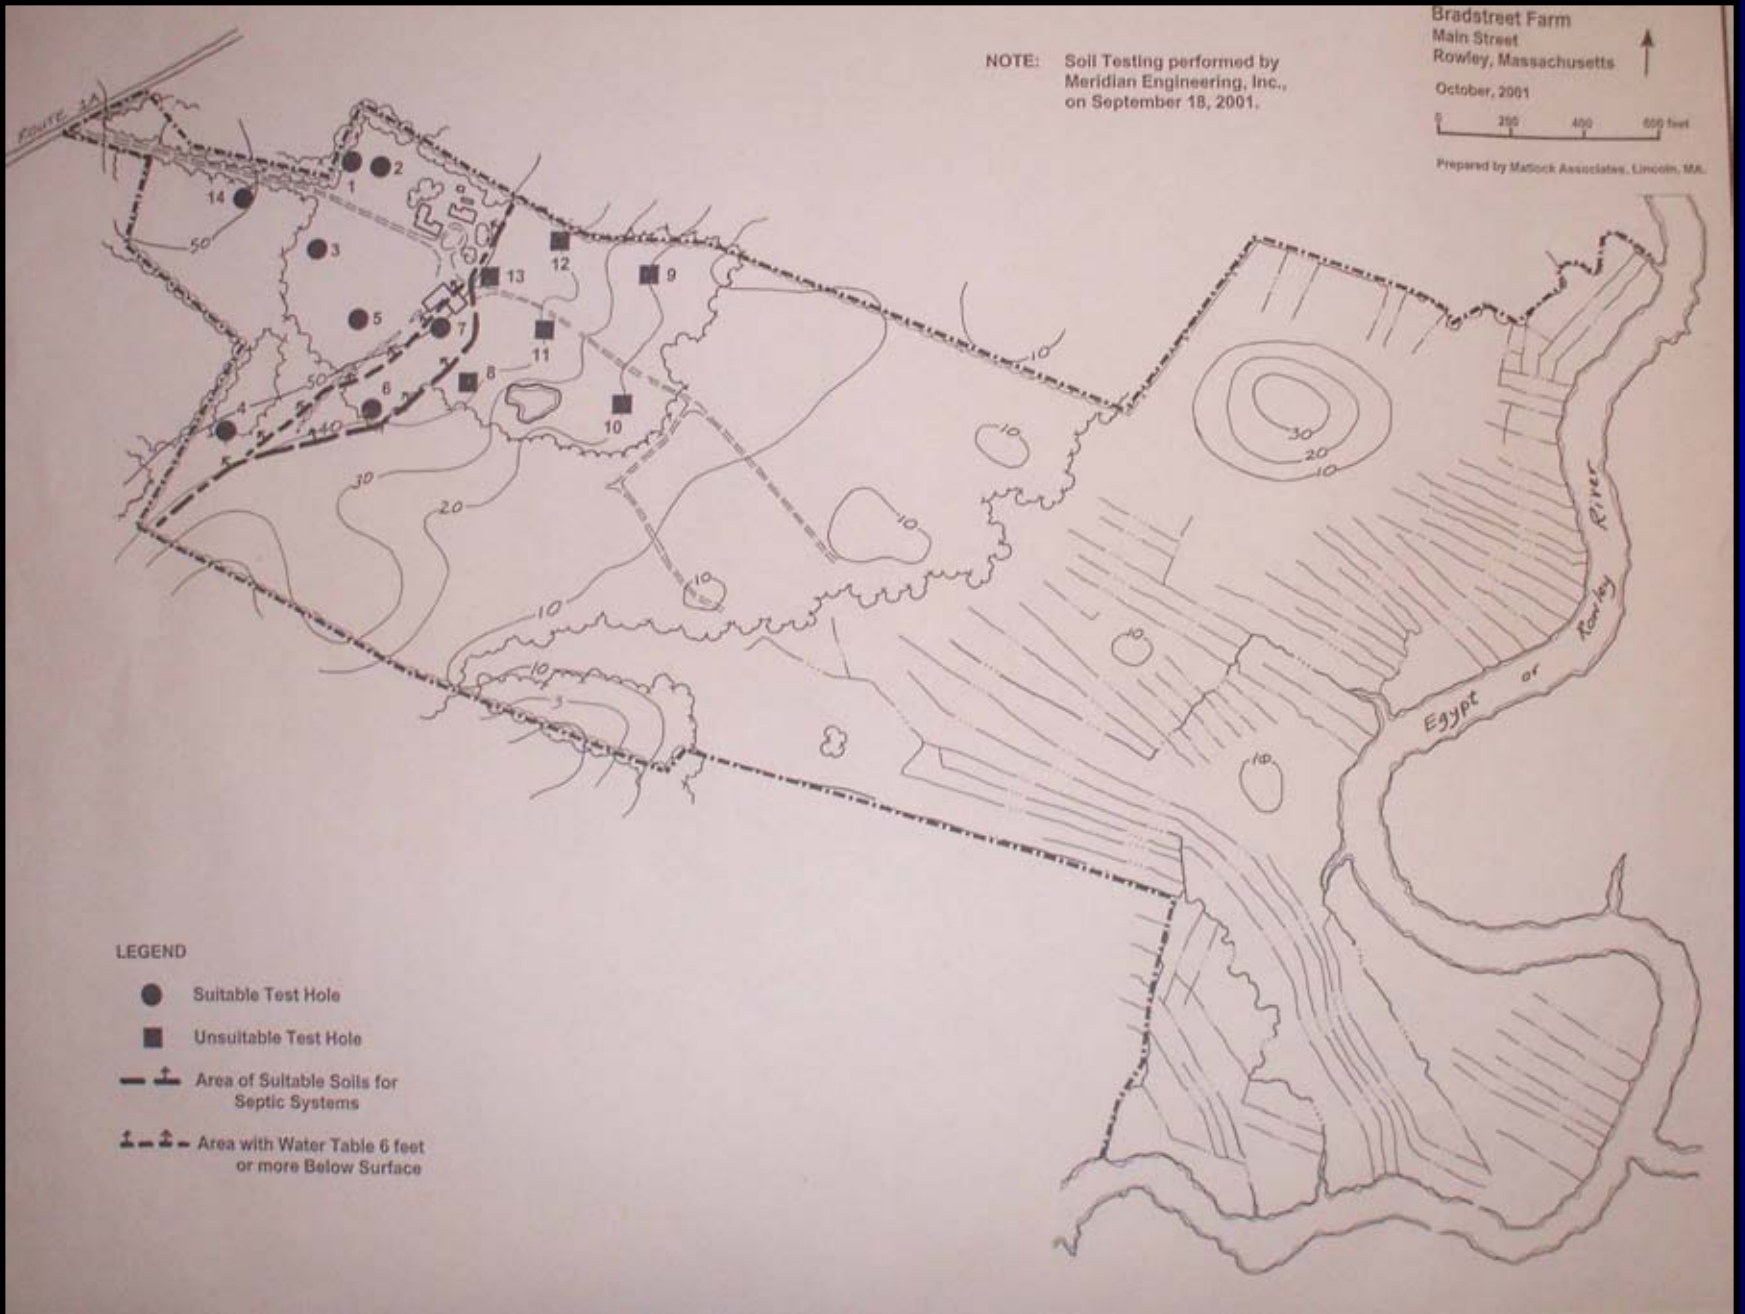 Bradstreet Farm
Main Street
Rowley, Massachusetts
October, 2001
0 200 400 600 feet
Prepared by Matlock Associates, Lincoln, MA.
NOTE: Soil Testing performed by
Meridian Engineering, Inc.,
on September 18, 2001.
ROUTE 1A
1
2
14
50
3
12
13
9
5
7
11
10
50
8
6
4
40
10
10
30
20
10
30
20
10
10
10
10
10
5
10
10
Egypt or Rowley River
LEGEND
Suitable Test Hole
Unsuitable Test Hole
Area of Suitable Soils for
Septic Systems
Area with Water Table 6 feet
or more Below Surface